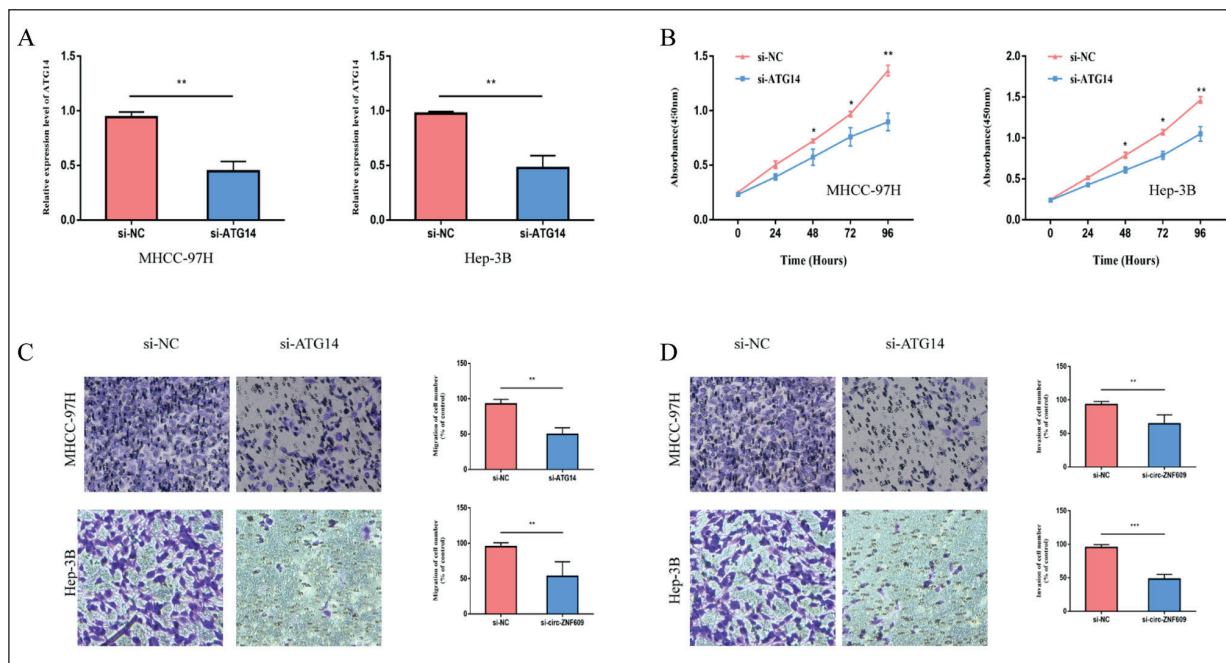 A
Relative expression level of ATG14
1.5
1.0
0.5
0.0
**
si-NC
si-ATG14
MHCC-97H
Relative expression level of ATG14
1.5
1.0
0.5
0.0
**
si-NC
si-ATG14
Hep-3B
B
Absorbance(450nm)
1.5
1.0
0.5
0.0
si-NC
si-ATG14
*
*
**
MHCC-97H
0 24 48 72 96
Time (Hours)
Absorbance(450nm)
2.0
1.5
1.0
0.5
0.0
si-NC
si-ATG14
*
*
**
Hep-3B
0 24 48 72 96
Time (Hours)
C
si-NC
si-ATG14
MHCC-97H
Hep-3B
Migration of cell number
(% of control)
150
100
50
0
**
si-NC
si-ATG14
Migration of cell number
(% of control)
150
100
50
0
**
si-NC
si-circ-ZNF609
D
si-NC
si-ATG14
MHCC-97H
Hep-3B
Invasion of cell number
(% of control)
150
100
50
0
**
si-NC
si-circ-ZNF609
Invasion of cell number
(% of control)
150
100
50
0
***
si-NC
si-circ-ZNF609